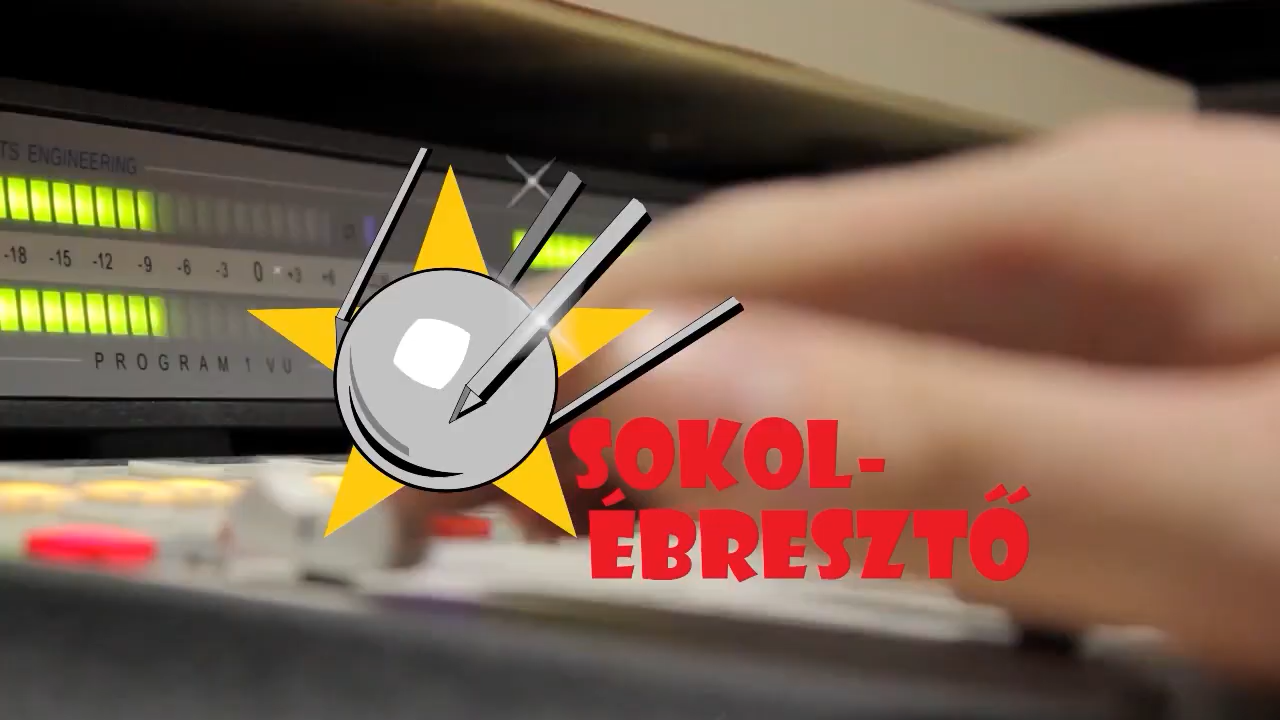 TS ENGINEERING
-18 -15 -12 -9 -6 -3 0 +3 +6
PROGRAM 1 VU
SOKOL-
ÉBRESZTŐ